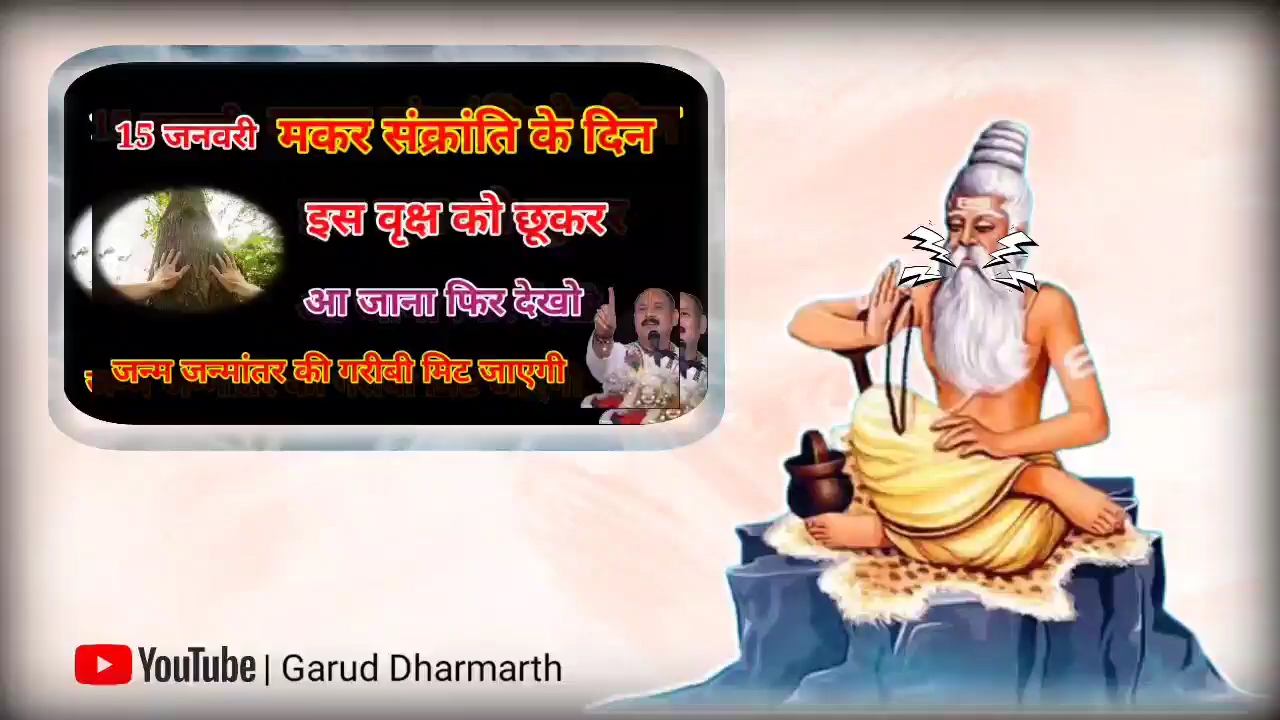 15 जनवरी मकर संक्रांति के दिन
इस वृक्ष को छूकर
आ जाना फिर देखो
जन्म जन्मांतर की गरीबी मिट जाएगी
YouTube | Garud Dharmarth